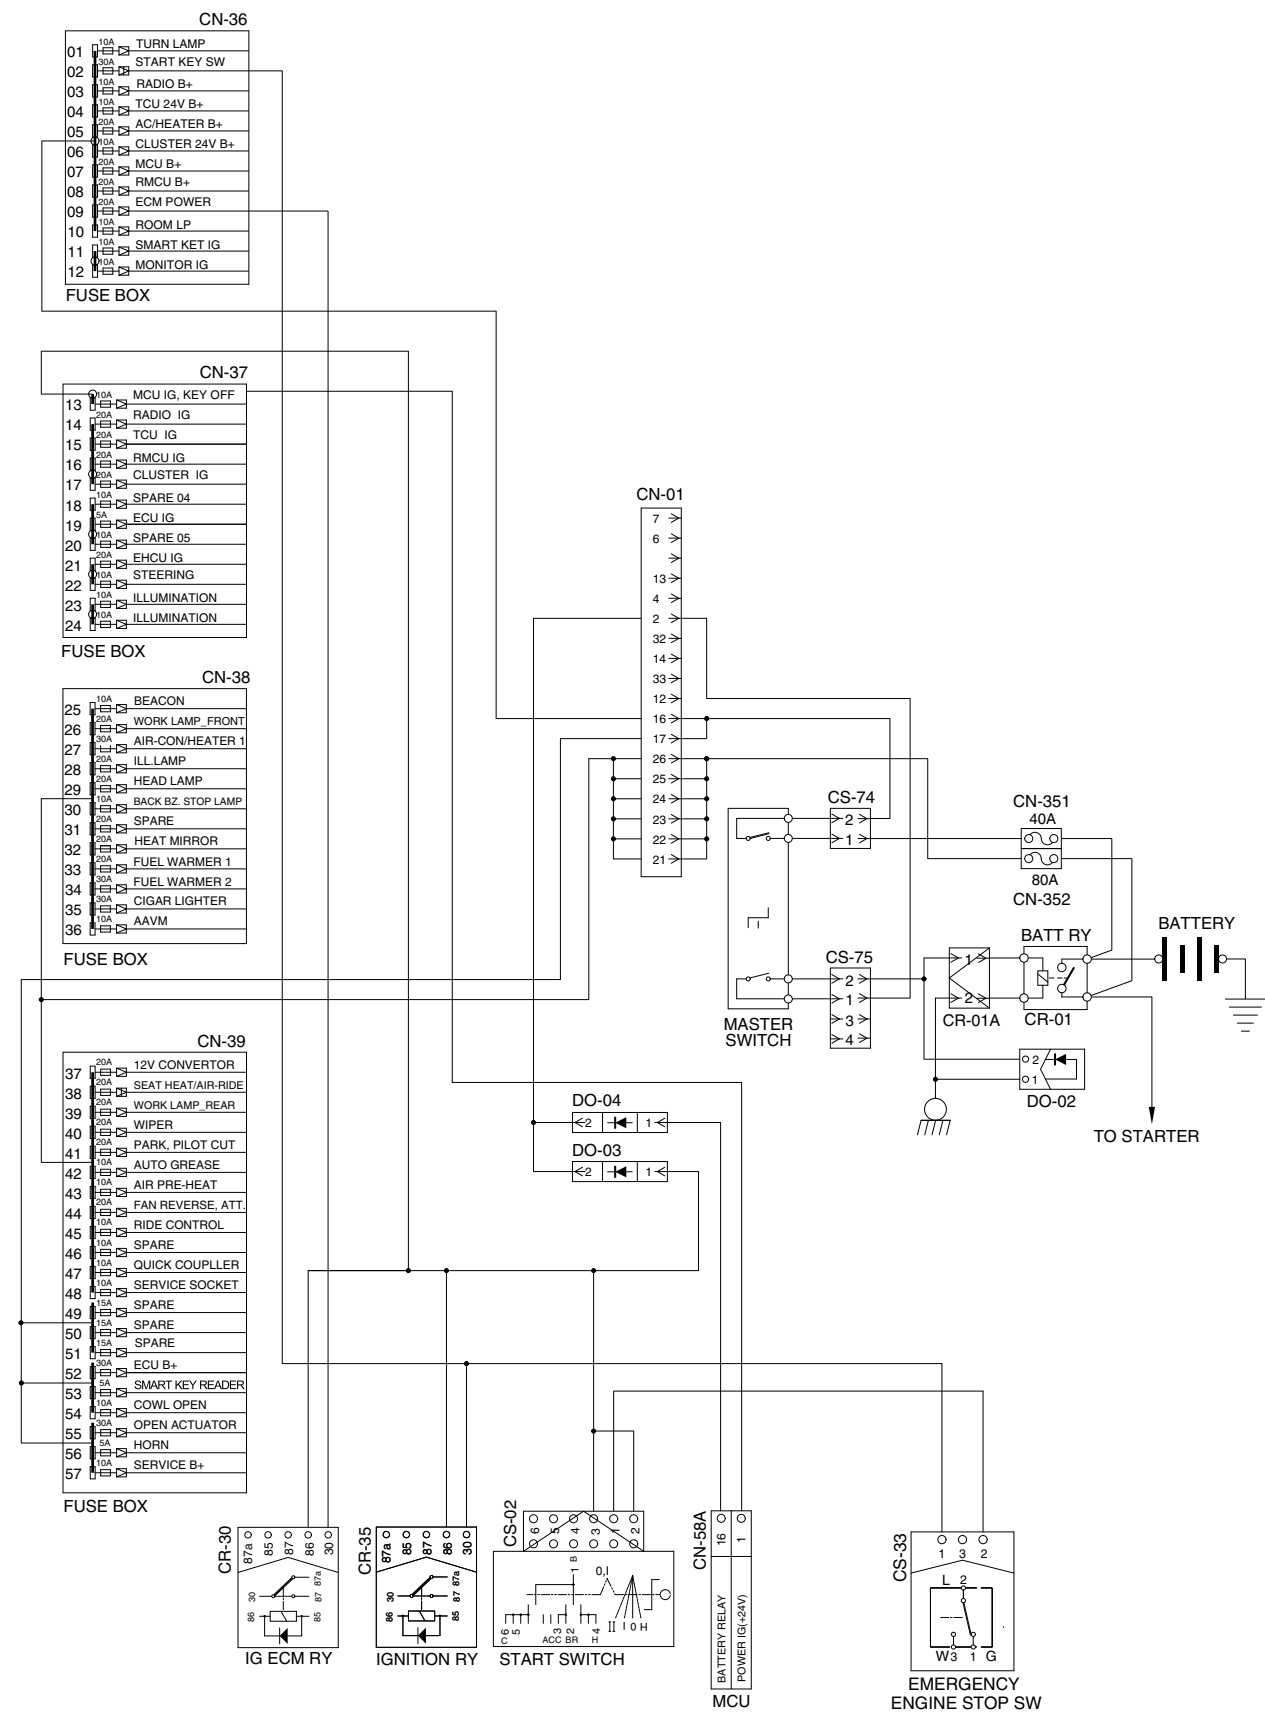 CN-36
01 10A TURN LAMP
02 30A START KEY SW
03 10A RADIO B+
04 10A TCU 24V B+
05 20A AC/HEATER B+
06 10A CLUSTER 24V B+
07 20A MCU B+
08 20A RMCU B+
09 20A ECM POWER
10 10A ROOM LP
11 10A SMART KET IG
12 10A MONITOR IG
FUSE BOX
CN-37
13 10A MCU IG, KEY OFF
14 20A RADIO IG
15 20A TCU IG
16 20A RMCU IG
17 20A CLUSTER IG
18 10A SPARE 04
19 5A ECU IG
20 10A SPARE 05
21 20A EHCU IG
22 10A STEERING
23 10A ILLUMINATION
24 10A ILLUMINATION
FUSE BOX
CN-38
25 10A BEACON
26 20A WORK LAMP_FRONT
27 30A AIR-CON/HEATER 1
28 20A ILL.LAMP
29 20A HEAD LAMP
30 10A BACK BZ. STOP LAMP
31 20A SPARE
32 20A HEAT MIRROR
33 20A FUEL WARMER 1
34 30A FUEL WARMER 2
35 30A CIGAR LIGHTER
36 10A AAVM
FUSE BOX
CN-39
37 20A 12V CONVERTOR
38 20A SEAT HEAT/AIR-RIDE
39 20A WORK LAMP_REAR
40 20A WIPER
41 20A PARK, PILOT CUT
42 10A AUTO GREASE
43 10A AIR PRE-HEAT
44 20A FAN REVERSE, ATT.
45 10A RIDE CONTROL
46 10A SPARE
47 10A QUICK COUPLLER
48 10A SERVICE SOCKET
49 15A SPARE
50 15A SPARE
51 15A SPARE
52 30A ECU B+
53 5A SMART KEY READER
54 10A COWL OPEN
55 30A OPEN ACTUATOR
56 5A HORN
57 10A SERVICE B+
FUSE BOX
CN-01
7
6
13
4
2
32
14
33
12
16
17
26
25
24
23
22
21
CS-74
2
1
CN-351
40A
80A
CN-352
BATTERY
BATT RY
CR-01
1
2
CR-01A
CS-75
2
1
3
4
MASTER
SWITCH
2
1
DO-02
TO STARTER
DO-04
2 1
DO-03
2 1
CR-30
87a 85 87 86 30
30 87a
87
86 85
IG ECM RY
CR-35
87a 85 87 86 30
30 87a
87
86 85
IGNITION RY
CS-02
6 5 4 3 1 2
1 B
0,I
6 5 3 2 4
C ACC BR H
II I 0 H
START SWITCH
CN-58A
16 1
BATTERY RELAY
POWER IG(+24V)
MCU
CS-33
1 3 2
L 2
W 3 1 G
EMERGENCY
ENGINE STOP SW